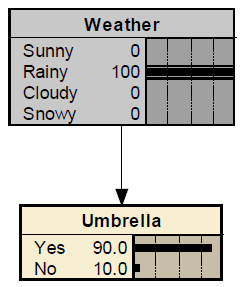 Weather
Sunny 0
Rainy 100
Cloudy 0
Snowy 0
Umbrella
Yes 90.0
No 10.0